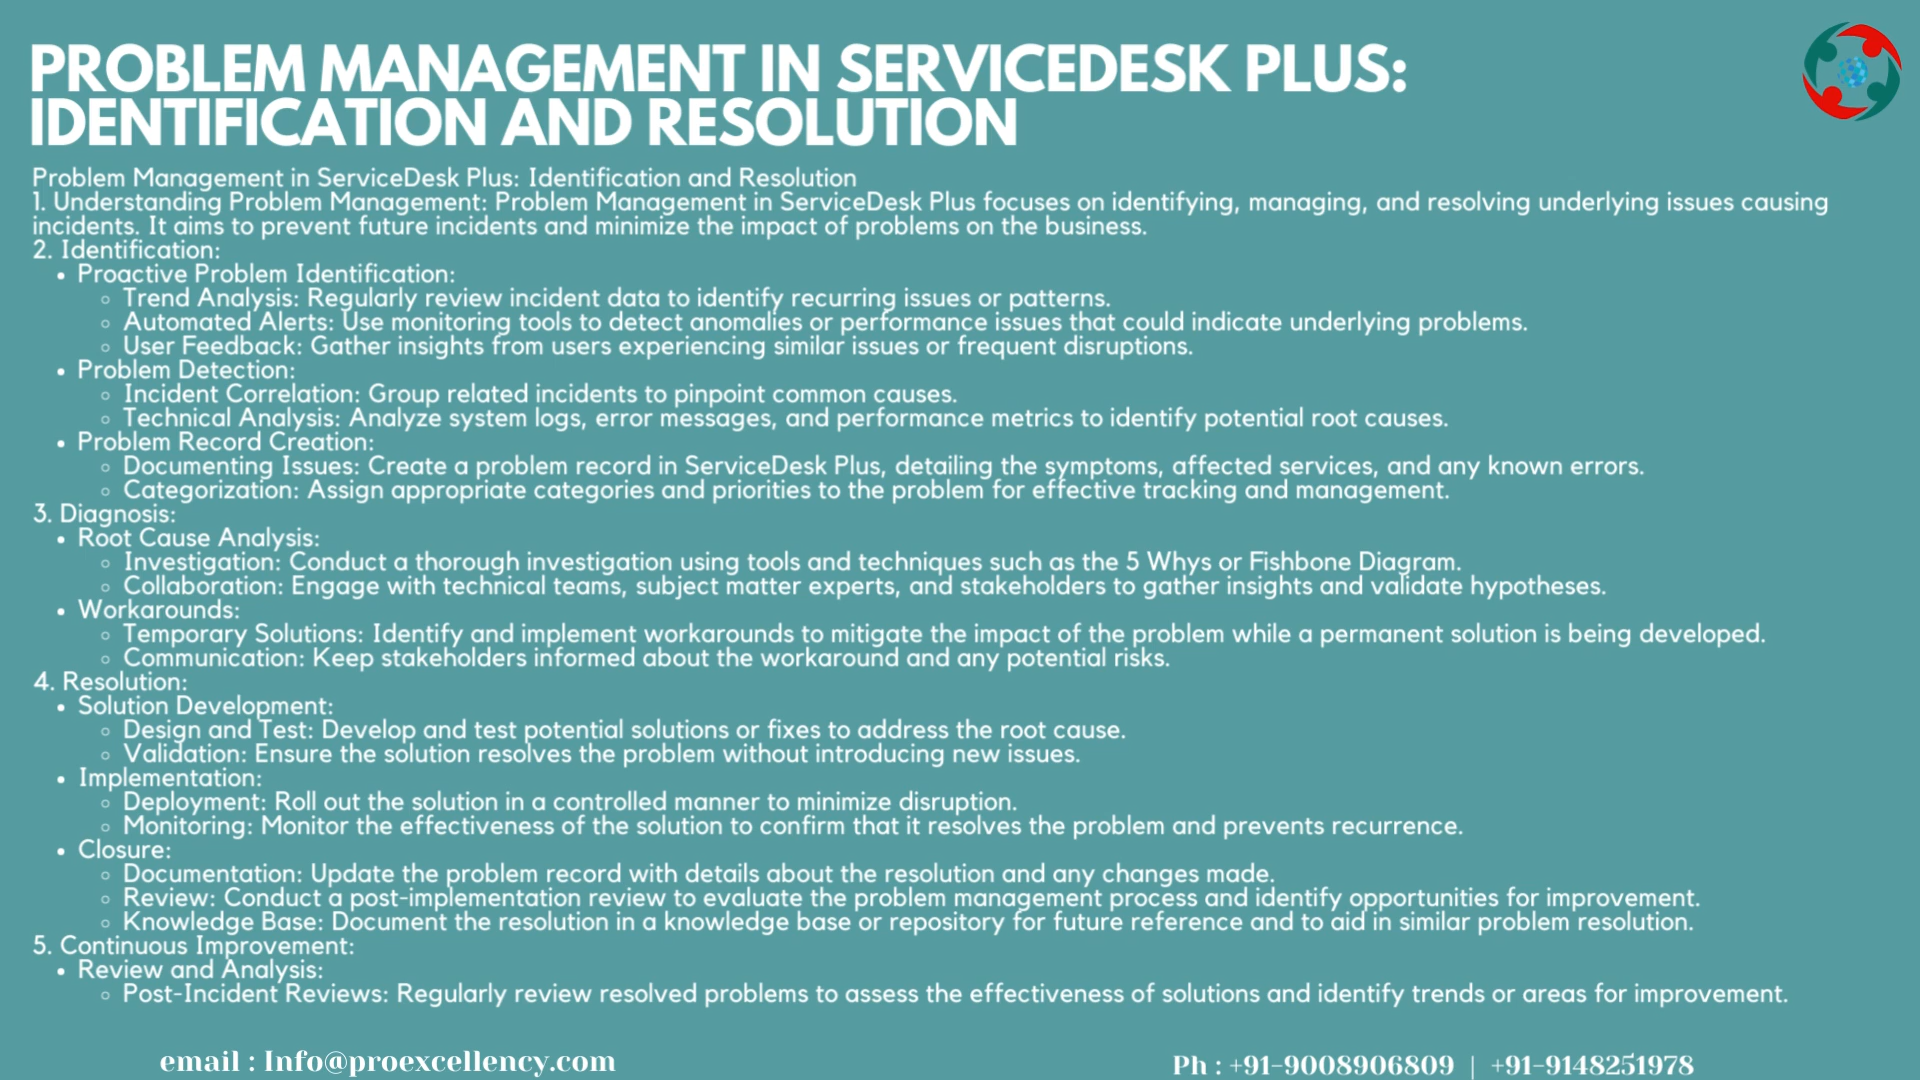 PROBLEM MANAGEMENT IN SERVICEDESK PLUS:
IDENTIFICATION AND RESOLUTION
Problem Management in ServiceDesk Plus: Identification and Resolution
1. Understanding Problem Management: Problem Management in ServiceDesk Plus focuses on identifying, managing, and resolving underlying issues causing
incidents. It aims to prevent future incidents and minimize the impact of problems on the business.
2. Identification:
• Proactive Problem Identification:
◦ Trend Analysis: Regularly review incident data to identify recurring issues or patterns.
◦ Automated Alerts: Use monitoring tools to detect anomalies or performance issues that could indicate underlying problems.
◦ User Feedback: Gather insights from users experiencing similar issues or frequent disruptions.
• Problem Detection:
◦ Incident Correlation: Group related incidents to pinpoint common causes.
◦ Technical Analysis: Analyze system logs, error messages, and performance metrics to identify potential root causes.
• Problem Record Creation:
◦ Documenting Issues: Create a problem record in ServiceDesk Plus, detailing the symptoms, affected services, and any known errors.
◦ Categorization: Assign appropriate categories and priorities to the problem for effective tracking and management.
3. Diagnosis:
• Root Cause Analysis:
◦ Investigation: Conduct a thorough investigation using tools and techniques such as the 5 Whys or Fishbone Diagram.
◦ Collaboration: Engage with technical teams, subject matter experts, and stakeholders to gather insights and validate hypotheses.
• Workarounds:
◦ Temporary Solutions: Identify and implement workarounds to mitigate the impact of the problem while a permanent solution is being developed.
◦ Communication: Keep stakeholders informed about the workaround and any potential risks.
4. Resolution:
• Solution Development:
◦ Design and Test: Develop and test potential solutions or fixes to address the root cause.
◦ Validation: Ensure the solution resolves the problem without introducing new issues.
• Implementation:
◦ Deployment: Roll out the solution in a controlled manner to minimize disruption.
◦ Monitoring: Monitor the effectiveness of the solution to confirm that it resolves the problem and prevents recurrence.
• Closure:
◦ Documentation: Update the problem record with details about the resolution and any changes made.
◦ Review: Conduct a post-implementation review to evaluate the problem management process and identify opportunities for improvement.
◦ Knowledge Base: Document the resolution in a knowledge base or repository for future reference and to aid in similar problem resolution.
5. Continuous Improvement:
• Review and Analysis:
◦ Post-Incident Reviews: Regularly review resolved problems to assess the effectiveness of solutions and identify trends or areas for improvement.
email : Info@proexcellency.com
Ph : +91-9008906809 | +91-9148251978